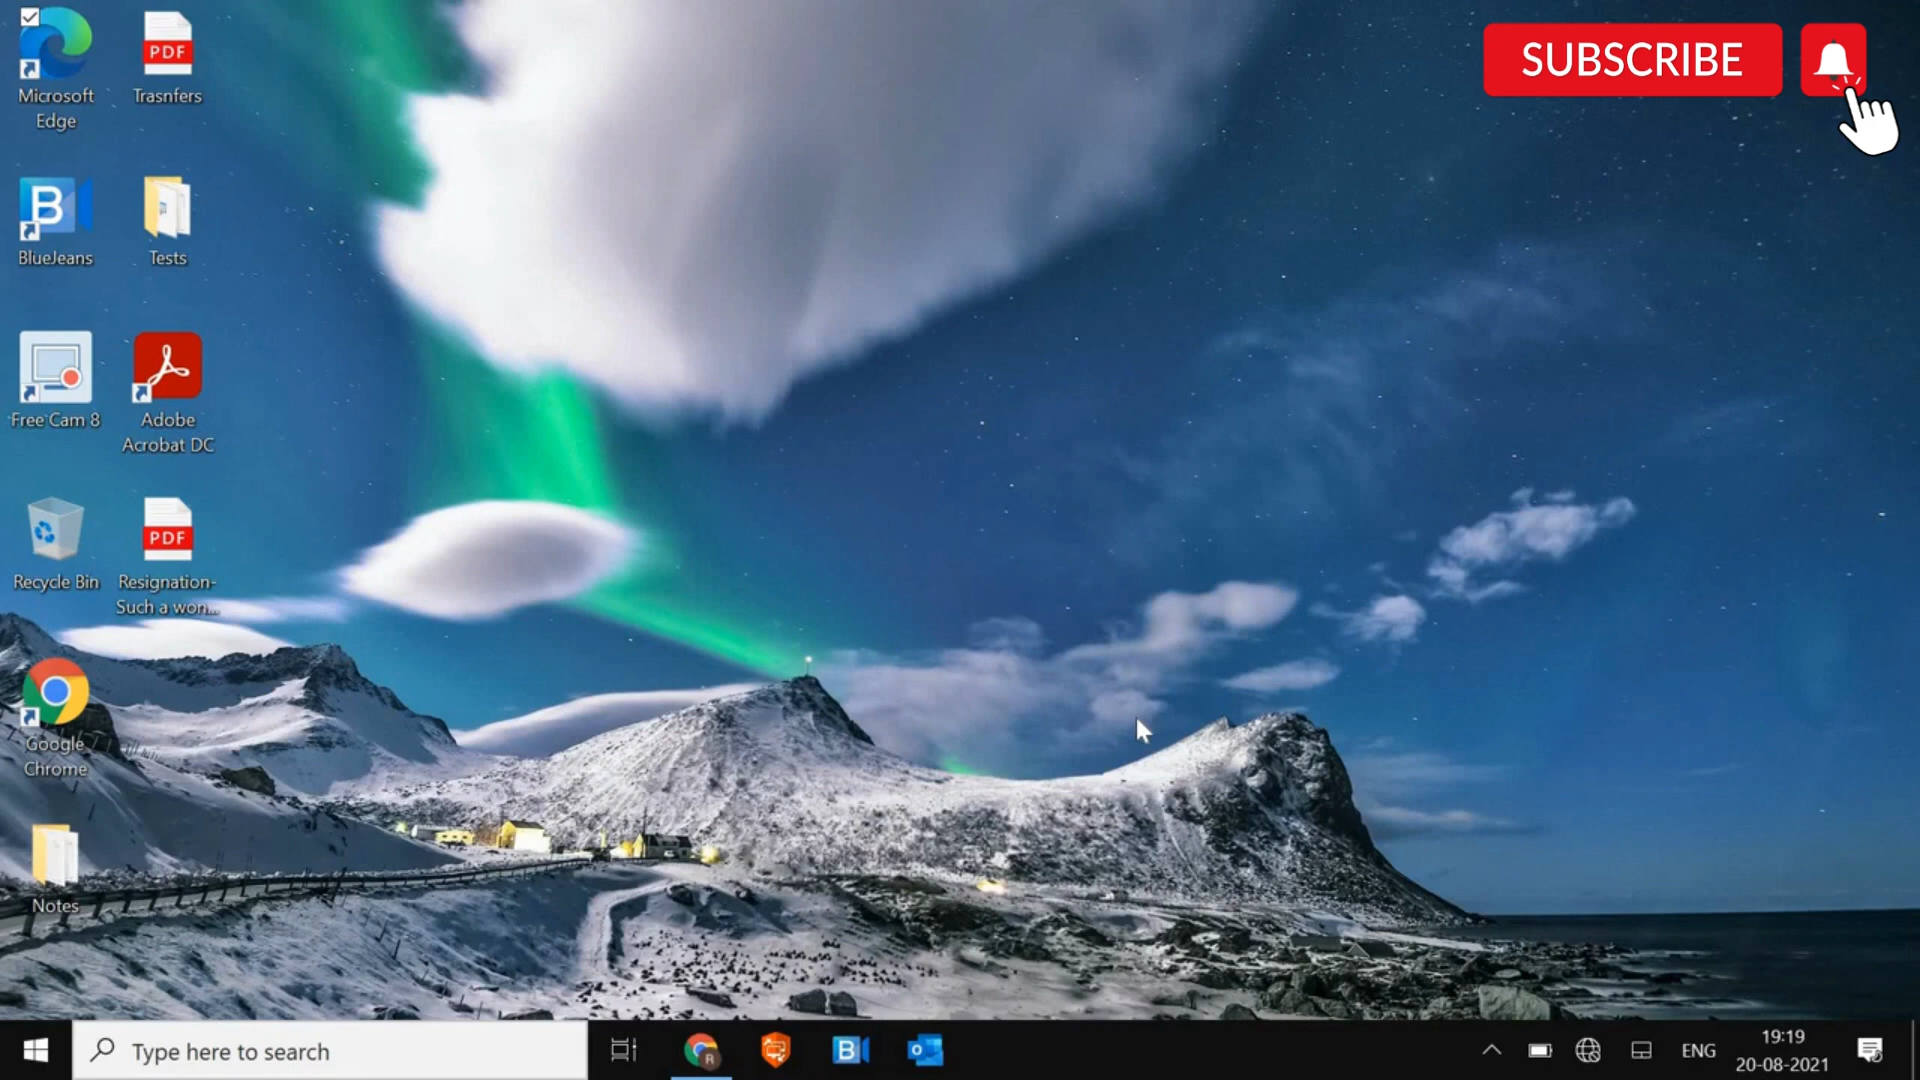 SUBSCRIBE
Microsoft
Edge
PDF
Trasnfers
B
BlueJeans
Tests
Free Cam 8
Adobe
Acrobat DC
Recycle Bin
PDF
Resignation-
Such a won...
Google
Chrome
Notes
Type here to search
R
B
o
ENG
19:19
20-08-2021